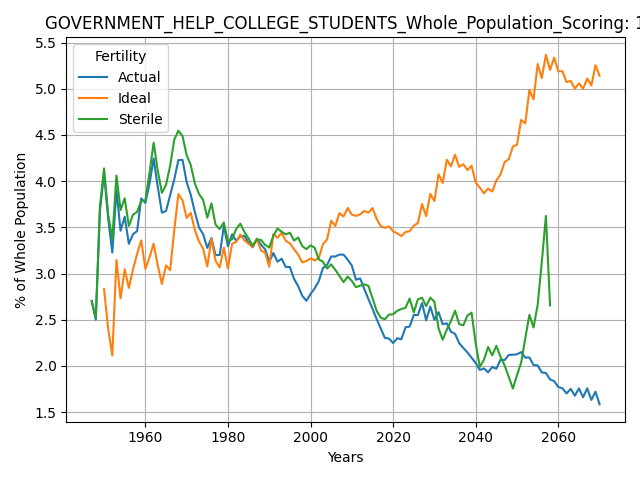 GOVERNMENT_HELP_COLLEGE_STUDENTS_Whole_Population_Scoring: 1
Fertility
Actual
Ideal
Sterile
% of Whole Population
5.5
5.0
4.5
4.0
3.5
3.0
2.5
2.0
1.5
1960 1980 2000 2020 2040 2060
Years